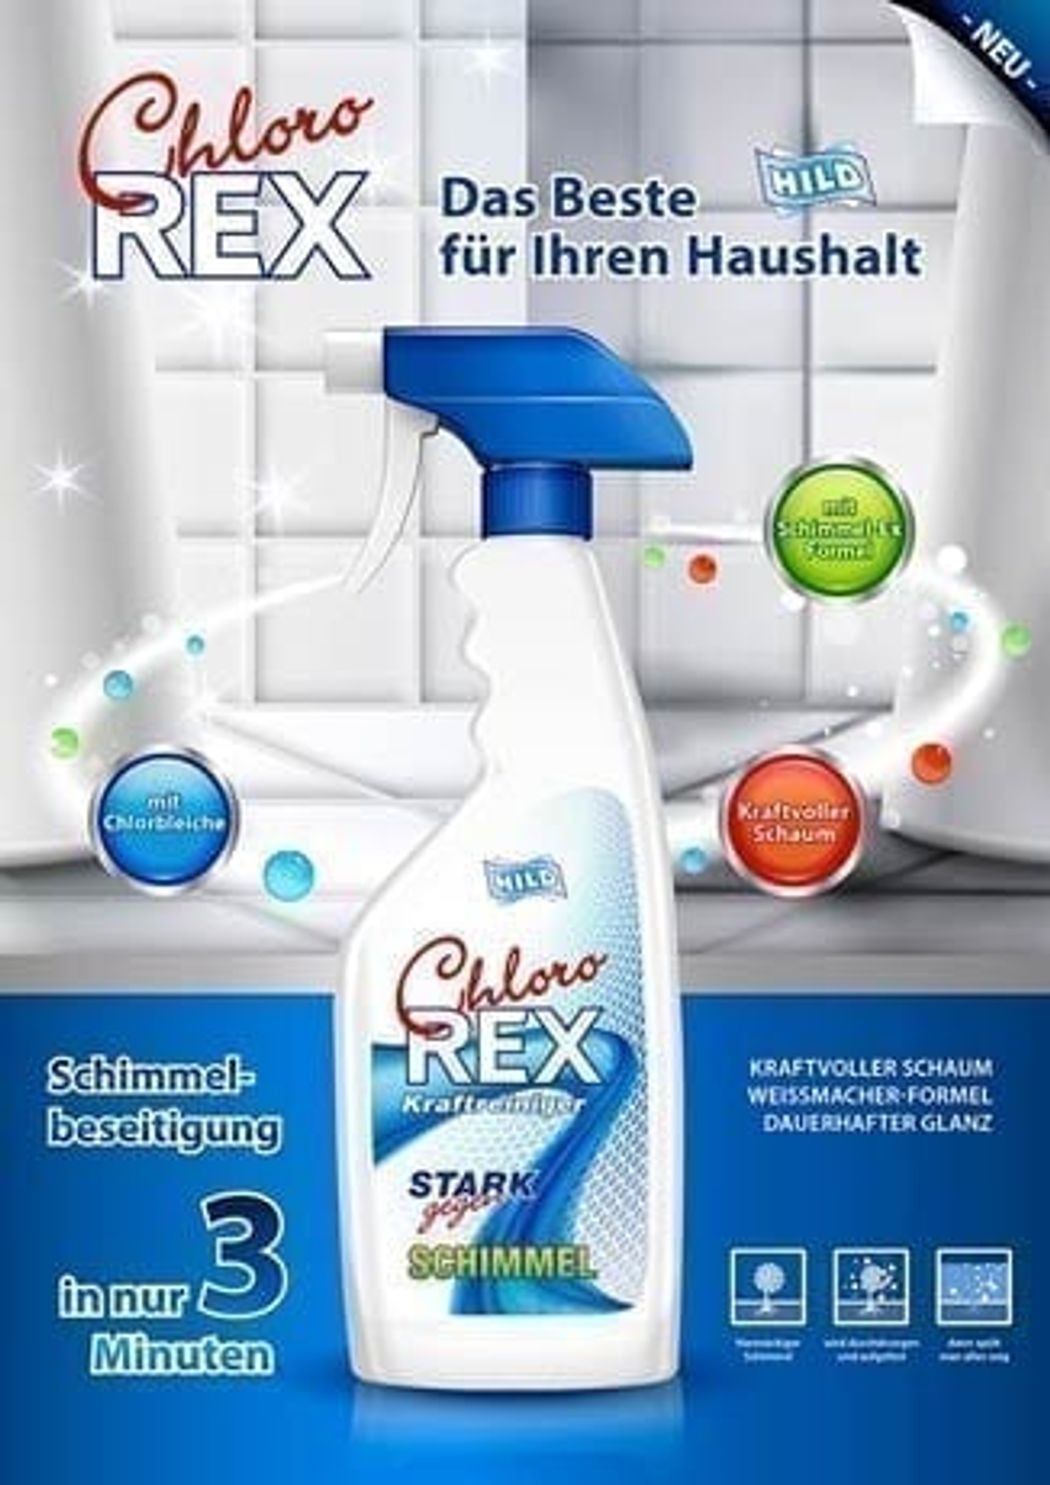 - NEU -
Chloro
REX
HILD
Das Beste
für Ihren Haushalt
mit
Schimmel-Ex
Formel
mit
Chlorbleiche
Kraftvoller
Schaum
HILD
Chloro
REX
Kraftreiniger
STARK
gegen
SCHIMMEL
Schimmel-
beseitigung
in nur 3
Minuten
KRAFTVOLLER SCHAUM
WEISSMACHER-FORMEL
DAUERHAFTER GLANZ
Schimmel